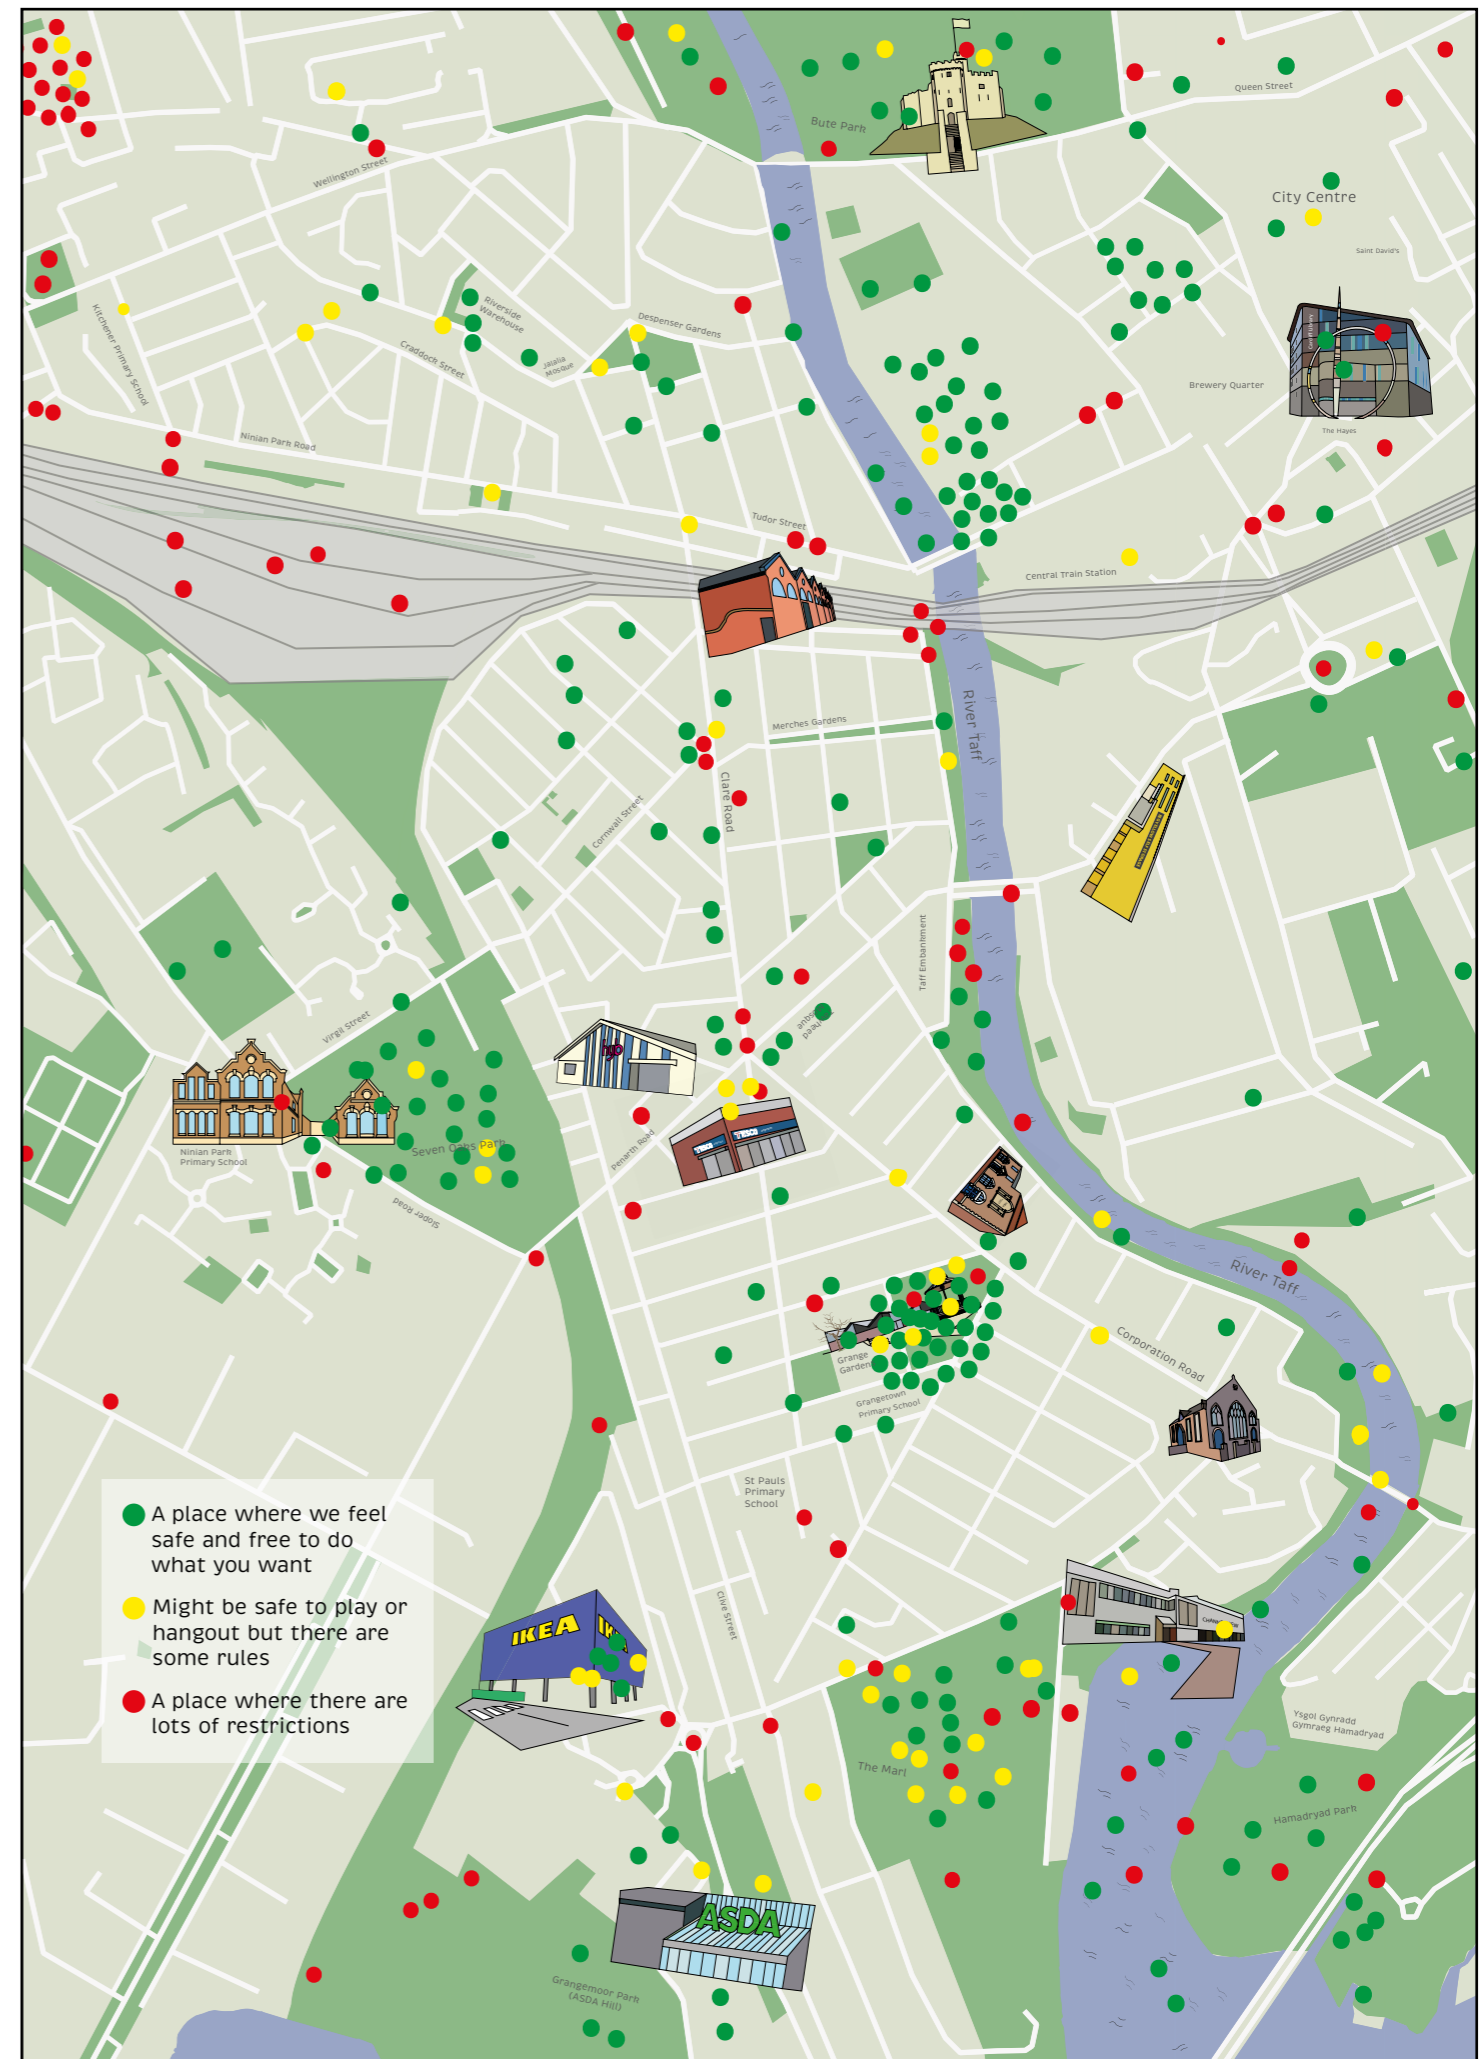 Queen Street
Bute Park
Wellington Street
City Centre
Saint David's
Kitchener Primary School
Riverside
Warehouse
Despenser Gardens
Craddoch Street
Jalalia
Mosque
Cardiff Library
Brewery Quarter
The Hayes
Ninian Park Road
Tudor Street
Central Train Station
River Taff
Merches Gardens
Clare Road
Cornwall Street
Taff Embankment
Virgil Street
hub
Ninian Park
Primary School
Seven Oaks Park
Penarth Road
TESCO
Sloper Road
River Taff
Corporation Road
Grange
Gardens
Grangetown
Primary School
St Pauls
Primary
School
A place where we feel
safe and free to do
what you want
Might be safe to play or
hangout but there are
some rules
A place where there are
lots of restrictions
IKEA
Clive Street
The Marl
Ysgol Gynradd
Gymraeg Hamadryad
Hamadryad Park
ASDA
Grangemoor Park
(ASDA Hill)